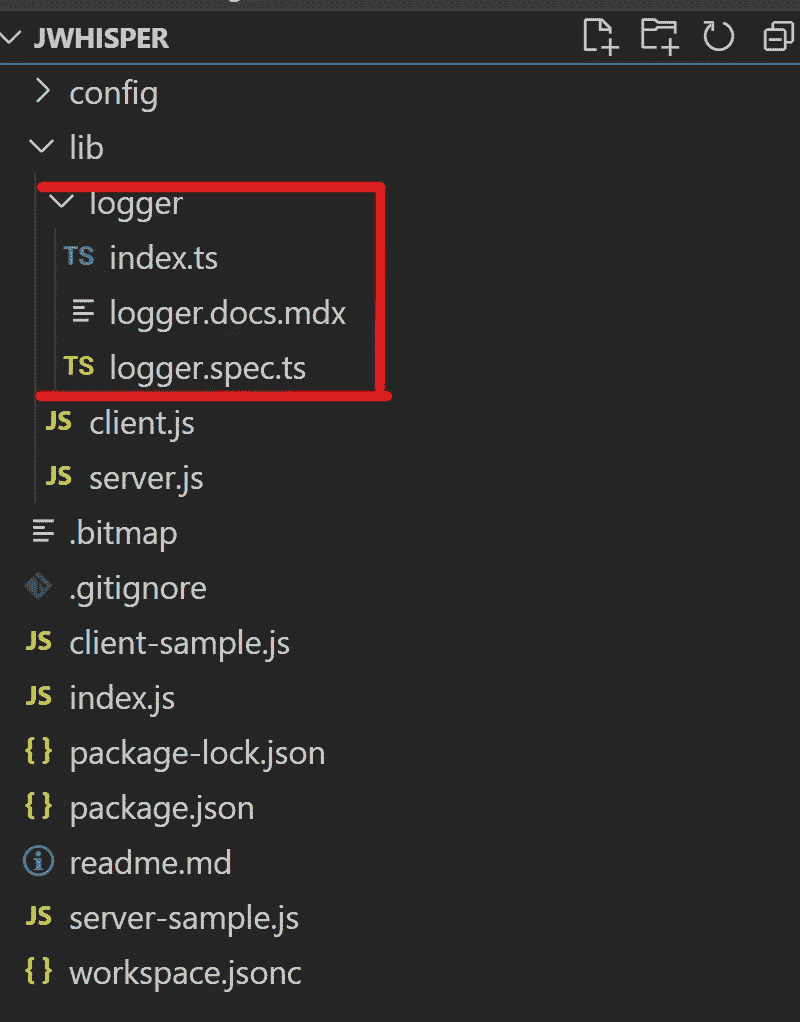 JWHISPER
config
lib
logger
TS index.ts
logger.docs.mdx
TS logger.spec.ts
JS client.js
JS server.js
.bitmap
.gitignore
JS client-sample.js
JS index.js
{} package-lock.json
{} package.json
readme.md
JS server-sample.js
{} workspace.jsonc